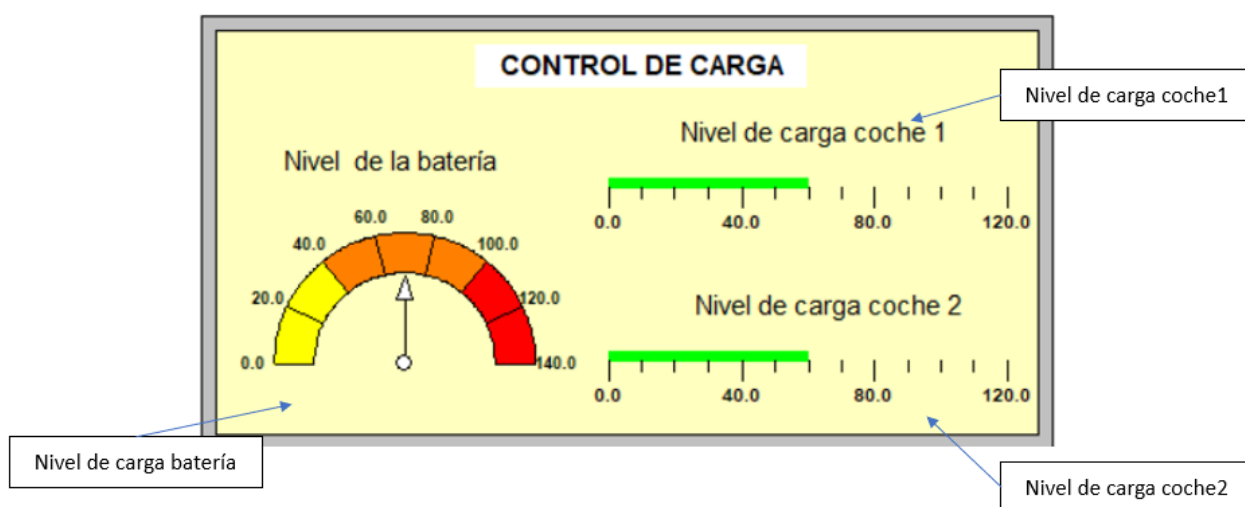 CONTROL DE CARGA
Nivel de carga coche1
Nivel de carga coche 1
0.0 40.0 80.0 120.0
Nivel de la batería
0.0 20.0 40.0 60.0 80.0 100.0 120.0 140.0
Nivel de carga coche 2
0.0 40.0 80.0 120.0
Nivel de carga batería
Nivel de carga coche2